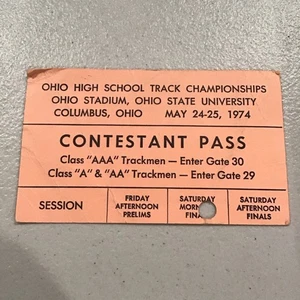 OHIO HIGH SCHOOL TRACK CHAMPIONSHIPS
OHIO STADIUM, OHIO STATE UNIVERSITY
COLUMBUS, OHIO MAY 24-25, 1974
CONTESTANT PASS
Class "AAA" Trackmen — Enter Gate 30
Class "A" & "AA" Trackmen — Enter Gate 29
SESSION
FRIDAY
AFTERNOON
PRELIMS
SATURDAY
MORN
FINA
SATURDAY
AFTERNOON
FINALS